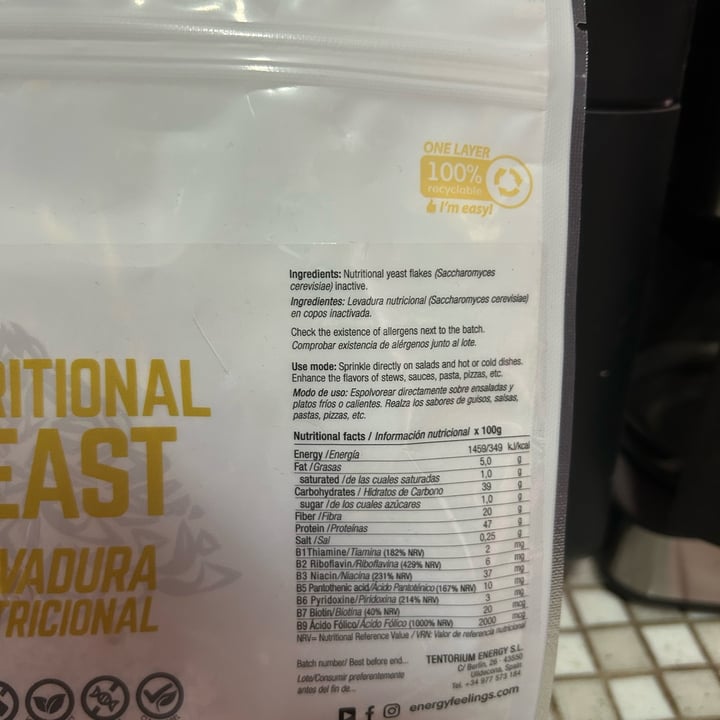 ONE LAYER
100%
recyclable
I'm easy!
Ingredients: Nutritional yeast flakes (Saccharomyces
cerevisiae) inactive.
Ingredientes: Levadura nutricional (Saccharomyces cerevisiae)
en copos inactivada.
Check the existence of allergens next to the batch.
Comprobar existencia de alérgenos junto al lote.
Use mode: Sprinkle directly on salads and hot or cold dishes.
Enhance the flavors of stews, sauces, pasta, pizzas, etc.
Modo de uso: Espolvorear directamente sobre ensaladas y
platos fríos o calientes. Realza los sabores de guisos, salsas,
pastas, pizzas, etc.
RITIONAL
EAST
VADURA
TRICIONAL
Nutritional facts / Información nutricional x 100g
Energy /Energía 1459/349 kJ/kcal
Fat /Grasas 5,0 g
saturated /de las cuales saturadas 1,0 g
Carbohydrates / Hidratos de Carbono 39 g
sugar /de los cuales azúcares 1,0 g
Fiber /Fibra 20 g
Protein /Proteínas 47 g
Salt /Sal 0,25 g
B1 Thiamine/Tiamina (182% NRV) 2 mg
B2 Riboflavin/Riboflavina (429% NRV) 6 mg
B3 Niacin/Niacina (231% NRV) 37 mg
B5 Pantothenic acid/Ácido Pantoténico (167% NRV) 10 mg
B6 Pyridoxine/Piridoxina (214% NRV) 3 mg
B7 Biotin/Biotina (40% NRV) 20 mcg
B9 Ácido Fólico/Ácido Fólico (1000% NRV) 2000 mcg
NRV= Nutritional Reference Value / VRN: Valor de referencia nutricional
Batch number/ Best before end...
Lote/Consumir preferentemente
antes del fin de...
TENTORIUM ENERGY S.L.
C/ Berlín, 26 - 43550
Ulldecona, Spain
Tel. +34 977 573 184
energyfeelings.com